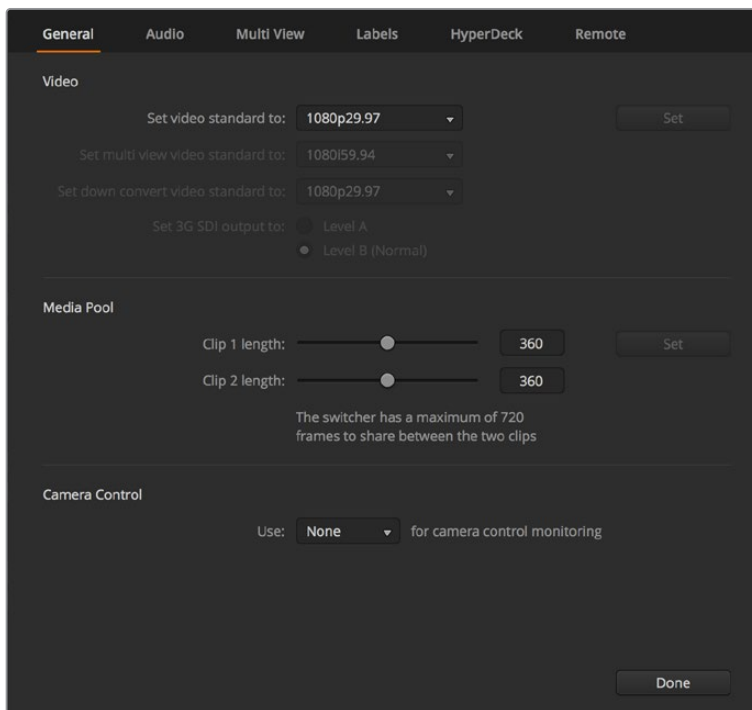 General Audio Multi View Labels HyperDeck Remote
Video
Set video standard to: 1080p29.97 Set
Set multi view video standard to: 1080i59.94
Set down convert video standard to: 1080p29.97
Set 3G SDI output to: Level A
Level B (Normal)
Media Pool
Clip 1 length: 360 Set
Clip 2 length: 360
The switcher has a maximum of 720
frames to share between the two clips
Camera Control
Use: None for camera control monitoring
Done